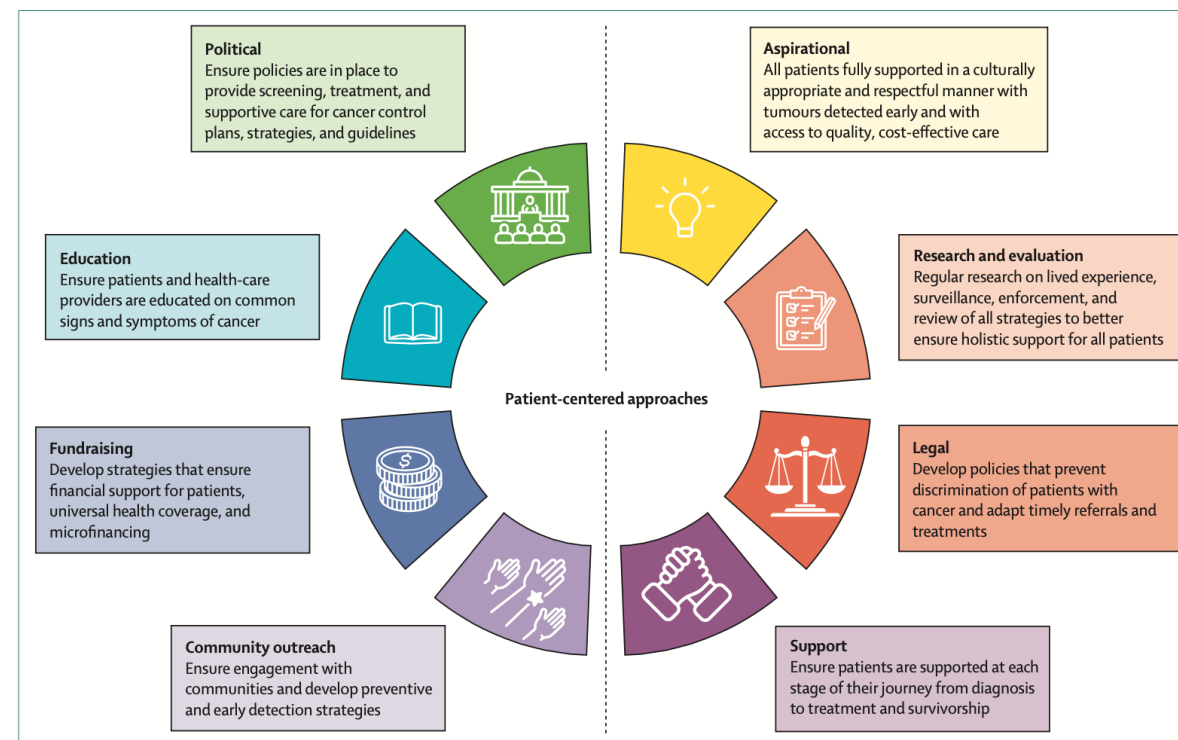 Political
Ensure policies are in place to
provide screening, treatment, and
supportive care for cancer control
plans, strategies, and guidelines
Aspirational
All patients fully supported in a culturally
appropriate and respectful manner with
tumours detected early and with
access to quality, cost-effective care
Education
Ensure patients and health-care
providers are educated on common
signs and symptoms of cancer
Research and evaluation
Regular research on lived experience,
surveillance, enforcement, and
review of all strategies to better
ensure holistic support for all patients
Patient-centered approaches
Fundraising
Develop strategies that ensure
financial support for patients,
universal health coverage, and
microfinancing
$
Legal
Develop policies that prevent
discrimination of patients with
cancer and adapt timely referrals and
treatments
Community outreach
Ensure engagement with
communities and develop preventive
and early detection strategies
Support
Ensure patients are supported at each
stage of their journey from diagnosis
to treatment and survivorship